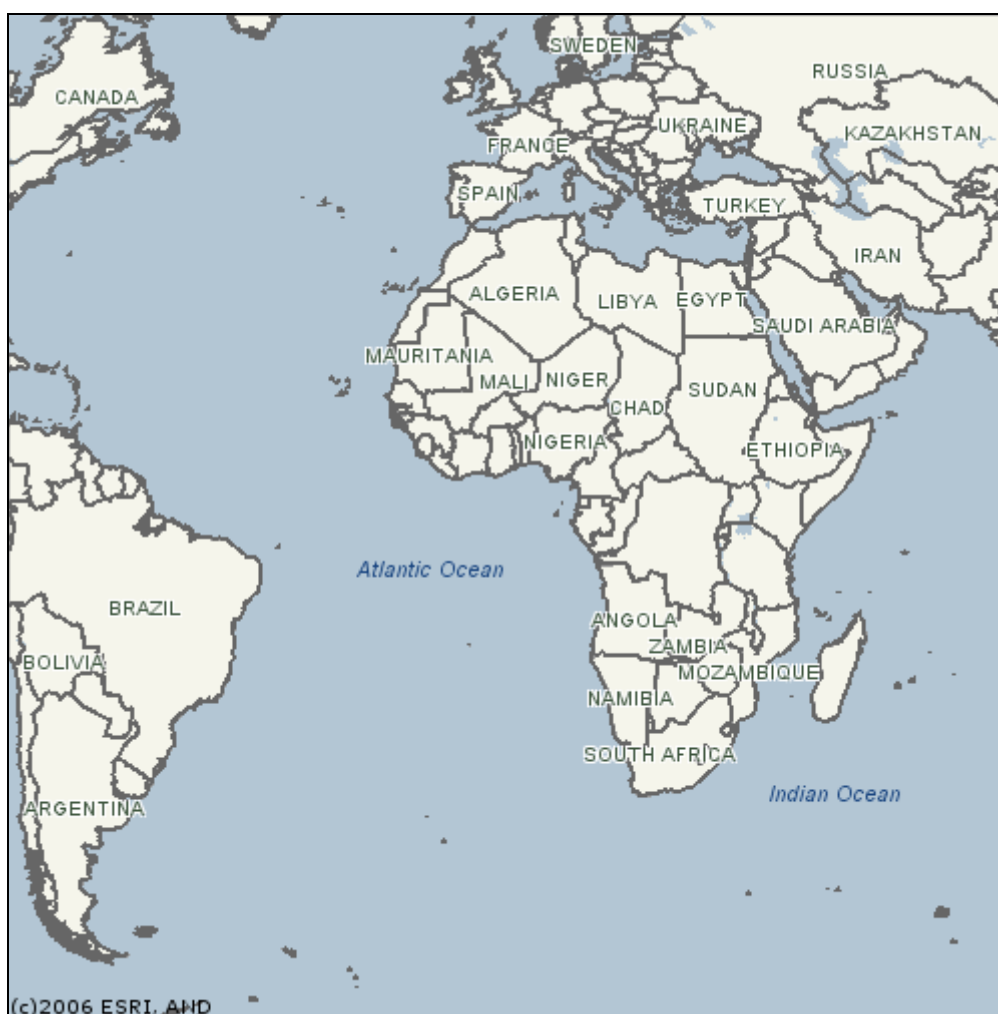 SWEDEN
RUSSIA
CANADA
UKRAINE
KAZAKHSTAN
FRANCE
SPAIN
TURKEY
IRAN
ALGERIA
LIBYA
EGYPT
SAUDI ARABIA
MAURITANIA
MALI
NIGER
SUDAN
CHAD
NIGERIA
ETHIOPIA
Atlantic Ocean
BRAZIL
ANGOLA
ZAMBIA
BOLIVIA
MOZAMBIQUE
NAMIBIA
SOUTH AFRICA
Indian Ocean
ARGENTINA
(c)2006 ESRI, AND